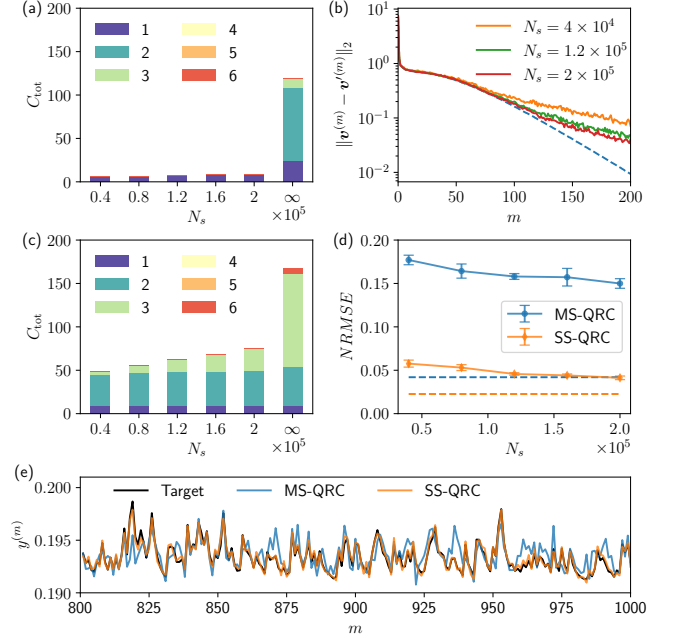 (a)
200
150
100
50
0
C_tot
1
2
3
4
5
6
0.4
0.8
1.2
1.6
2
∞
N_s
×10^5
(b)
10^1
10^0
10^−1
10^−2
||v^(m) − v′^(m)||_2
N_s = 4 × 10^4
N_s = 1.2 × 10^5
N_s = 2 × 10^5
0
50
100
150
200
m
(c)
200
150
100
50
0
C_tot
1
2
3
4
5
6
0.4
0.8
1.2
1.6
2
∞
N_s
×10^5
(d)
0.20
0.15
0.10
0.05
0.00
NRMSE
MS-QRC
SS-QRC
0.5
1.0
1.5
2.0
N_s
×10^5
(e)
0.200
0.195
0.190
y^(m)
Target
MS-QRC
SS-QRC
800
825
850
875
900
925
950
975
1000
m